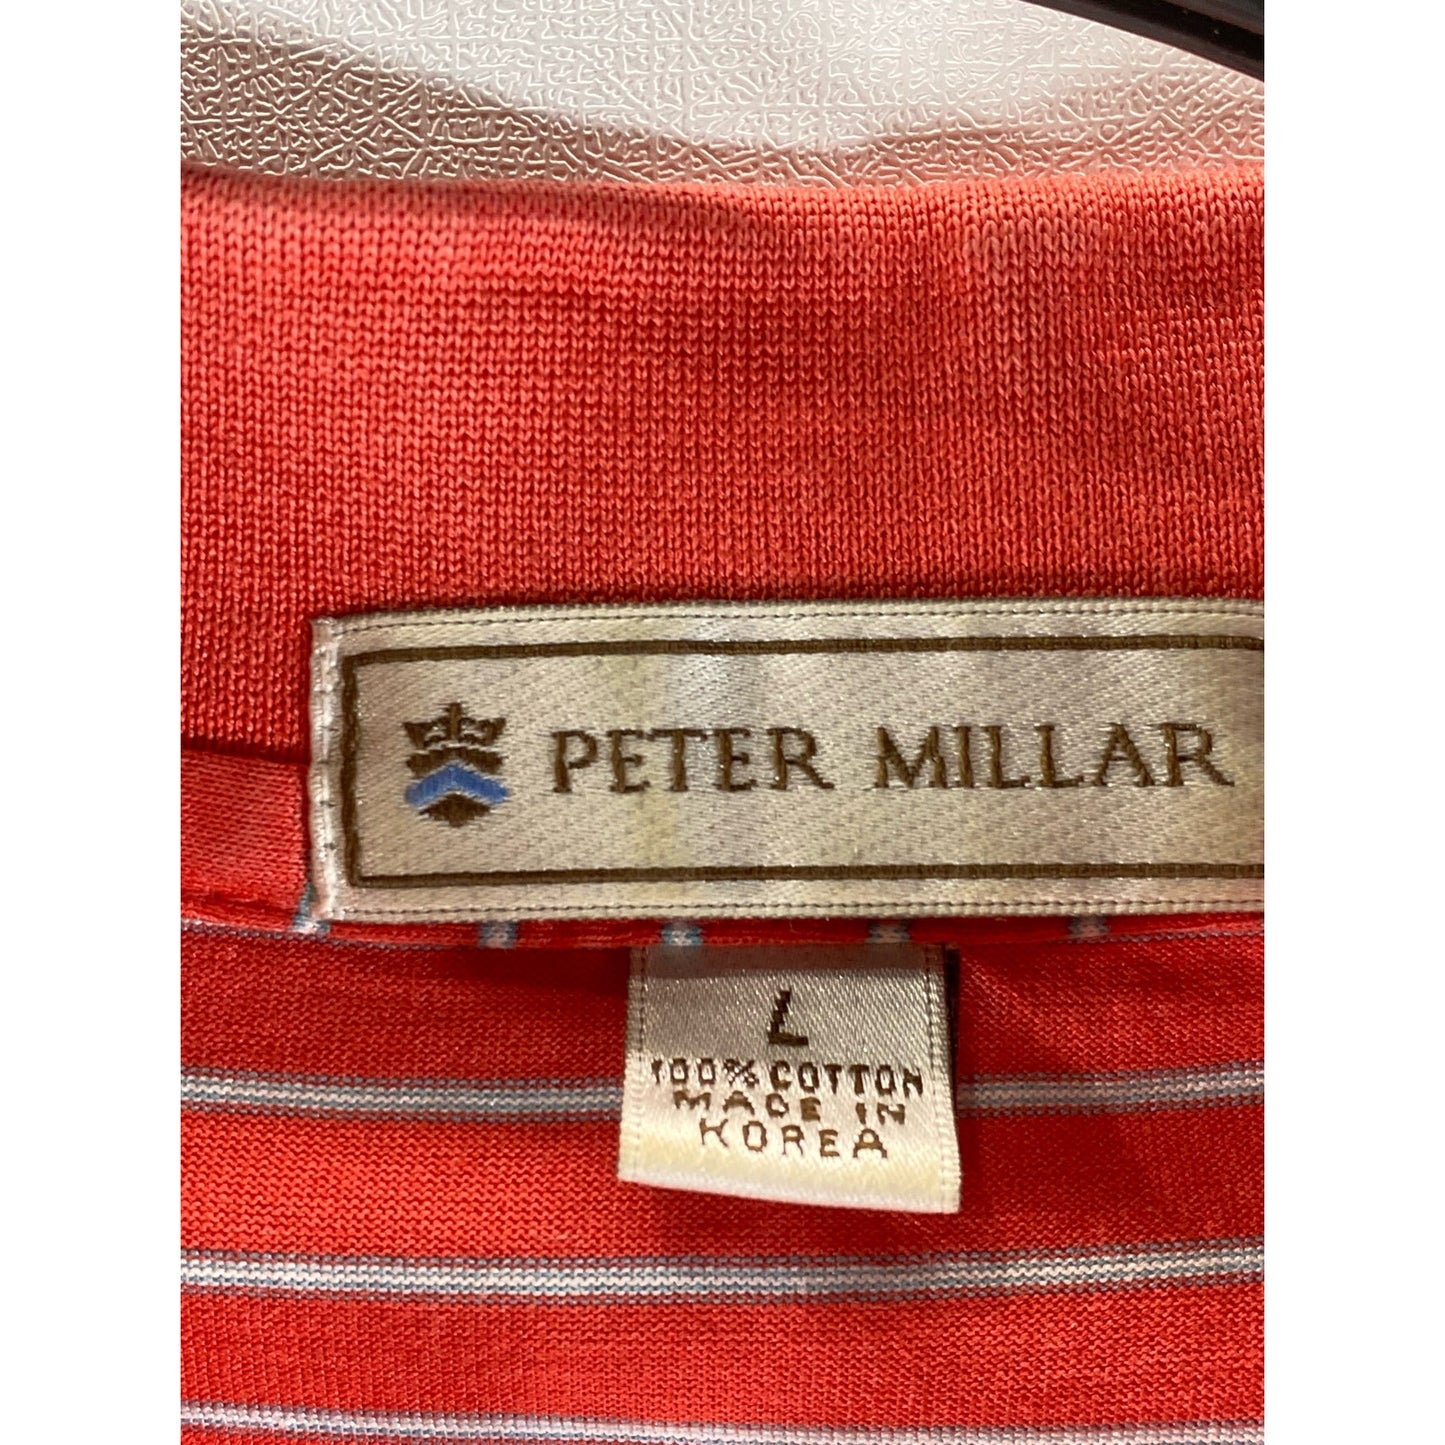 PETER MILLAR
L
100% COTTON
MADE IN
KOREA